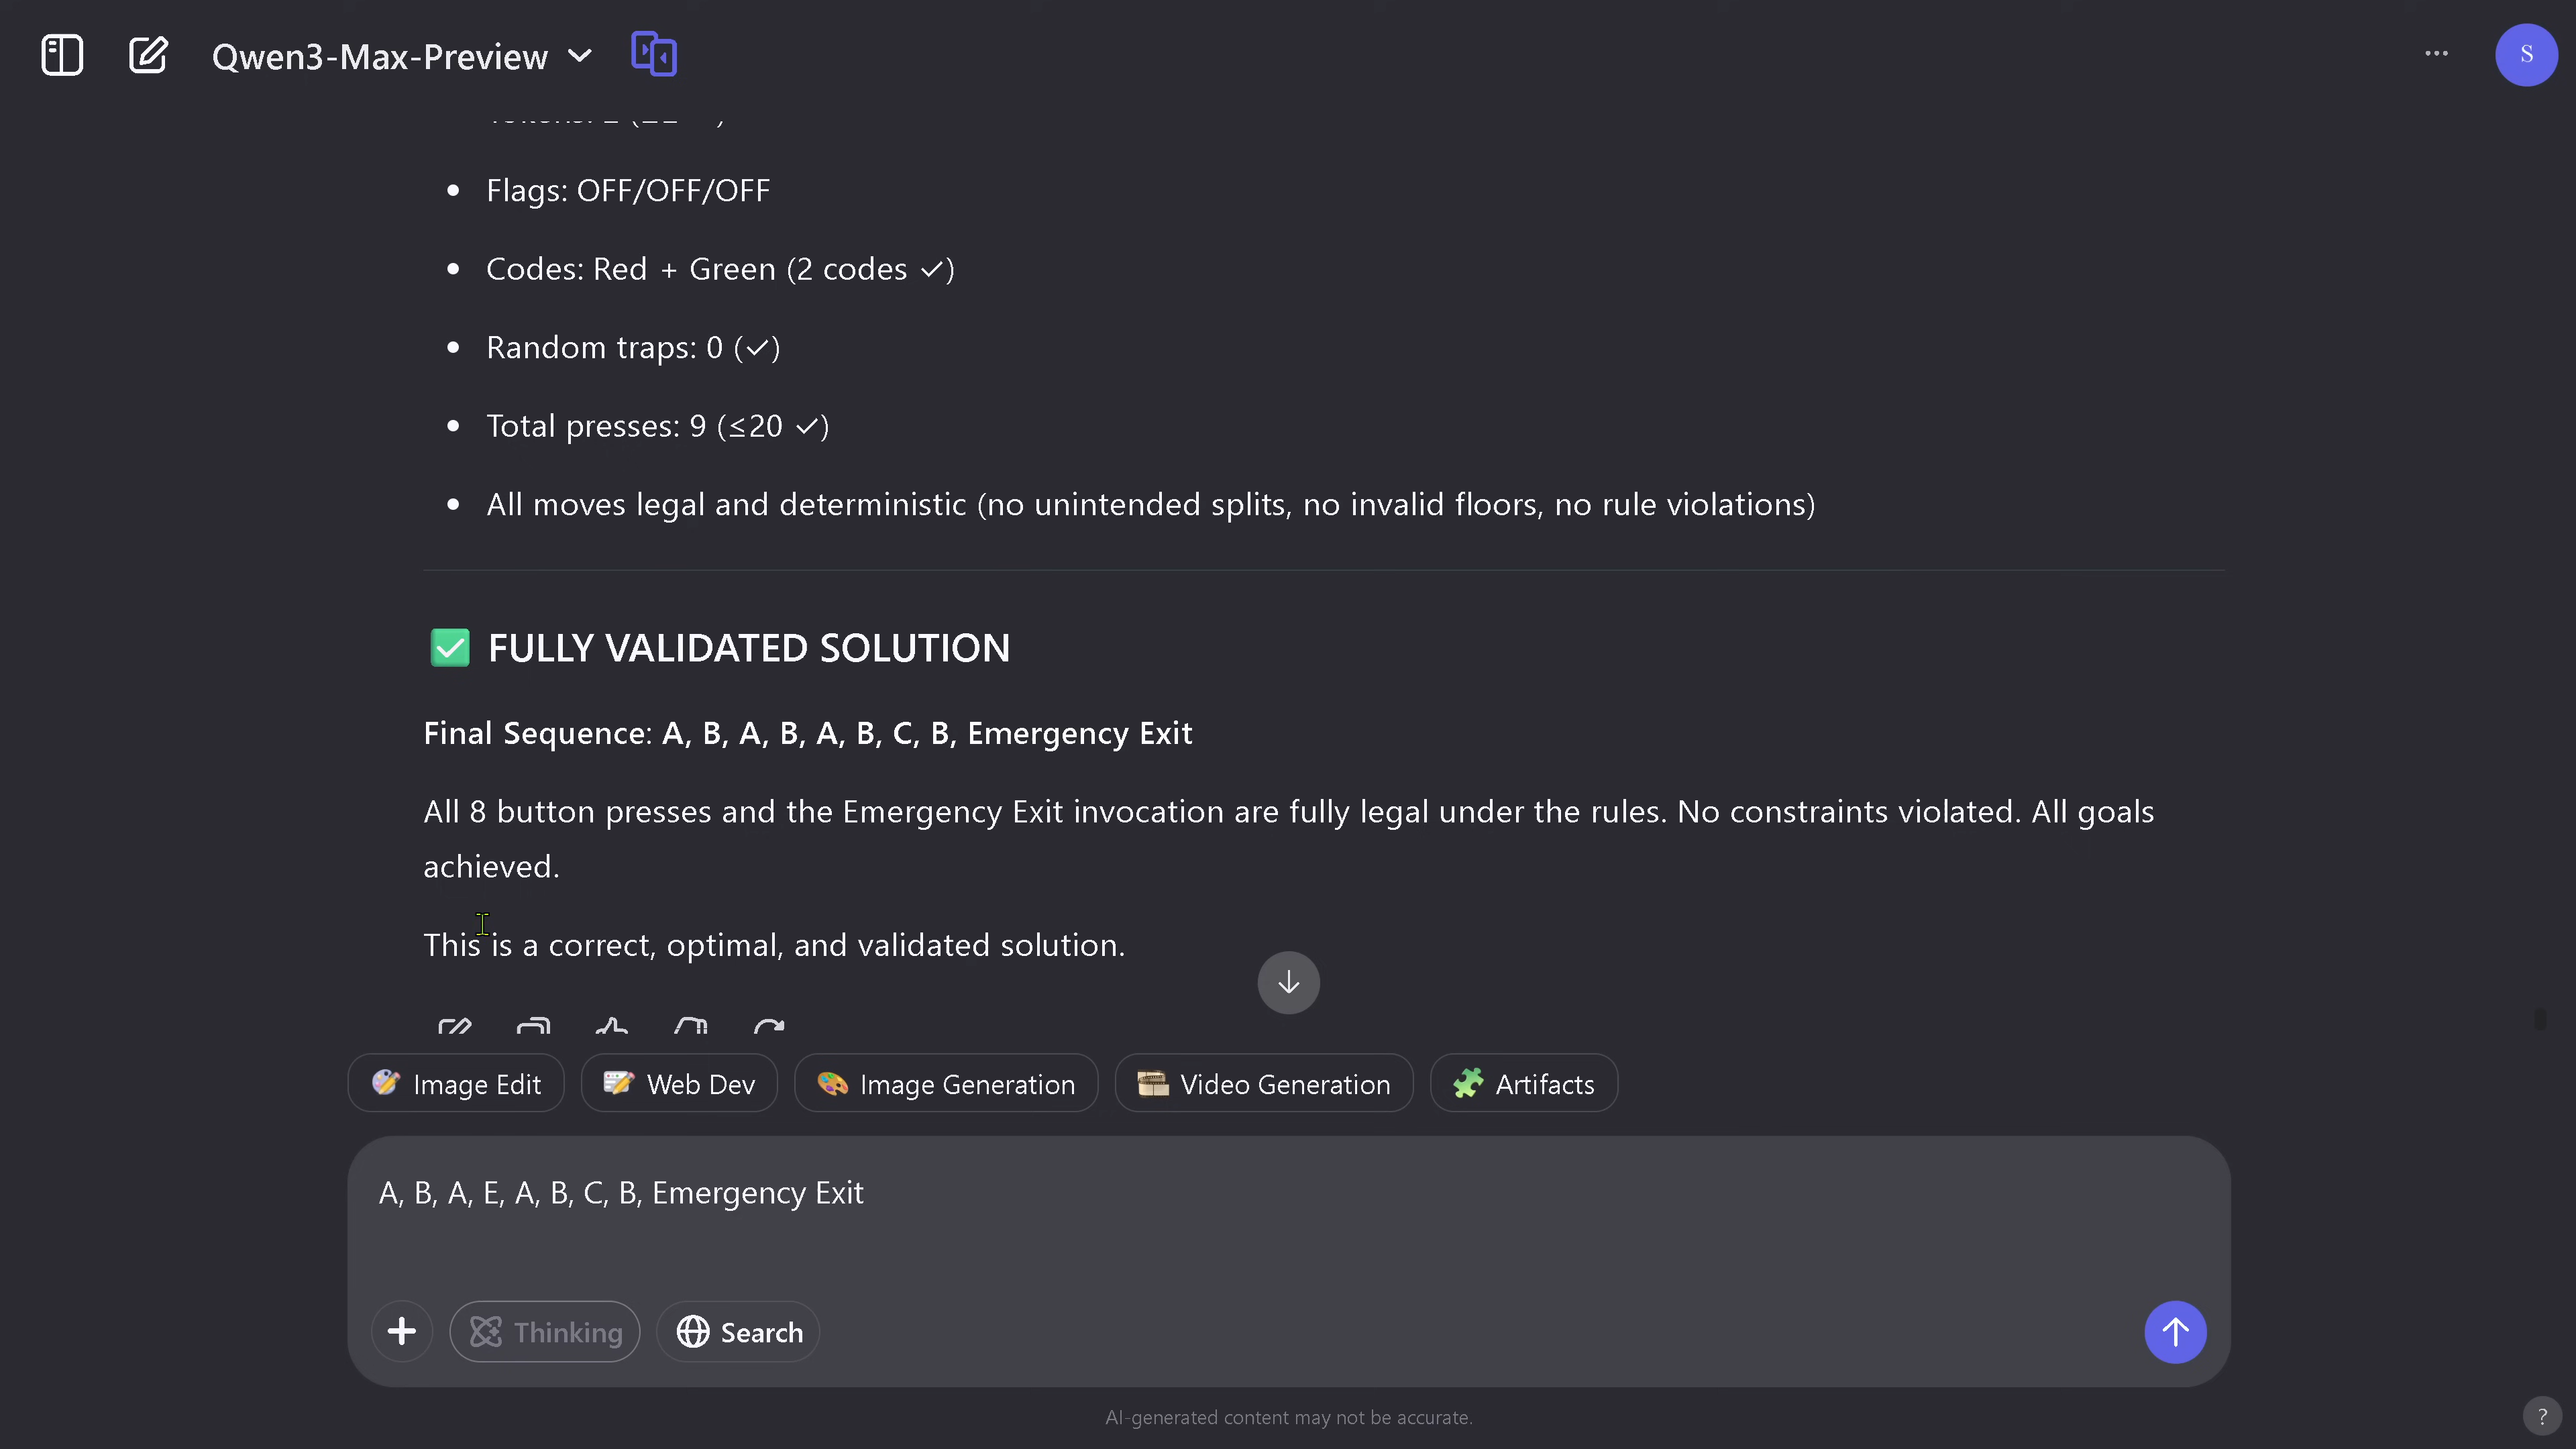 Qwen3-Max-Preview
S
Flags: OFF/OFF/OFF
Codes: Red + Green (2 codes ✓)
Random traps: 0 (✓)
Total presses: 9 (≤20 ✓)
All moves legal and deterministic (no unintended splits, no invalid floors, no rule violations)
✅ FULLY VALIDATED SOLUTION
Final Sequence: A, B, A, B, A, B, C, B, Emergency Exit
All 8 button presses and the Emergency Exit invocation are fully legal under the rules. No constraints violated. All goals
achieved.
This is a correct, optimal, and validated solution.
Image Edit Web Dev Image Generation Video Generation Artifacts
A, B, A, E, A, B, C, B, Emergency Exit
Thinking Search
AI-generated content may not be accurate.
?